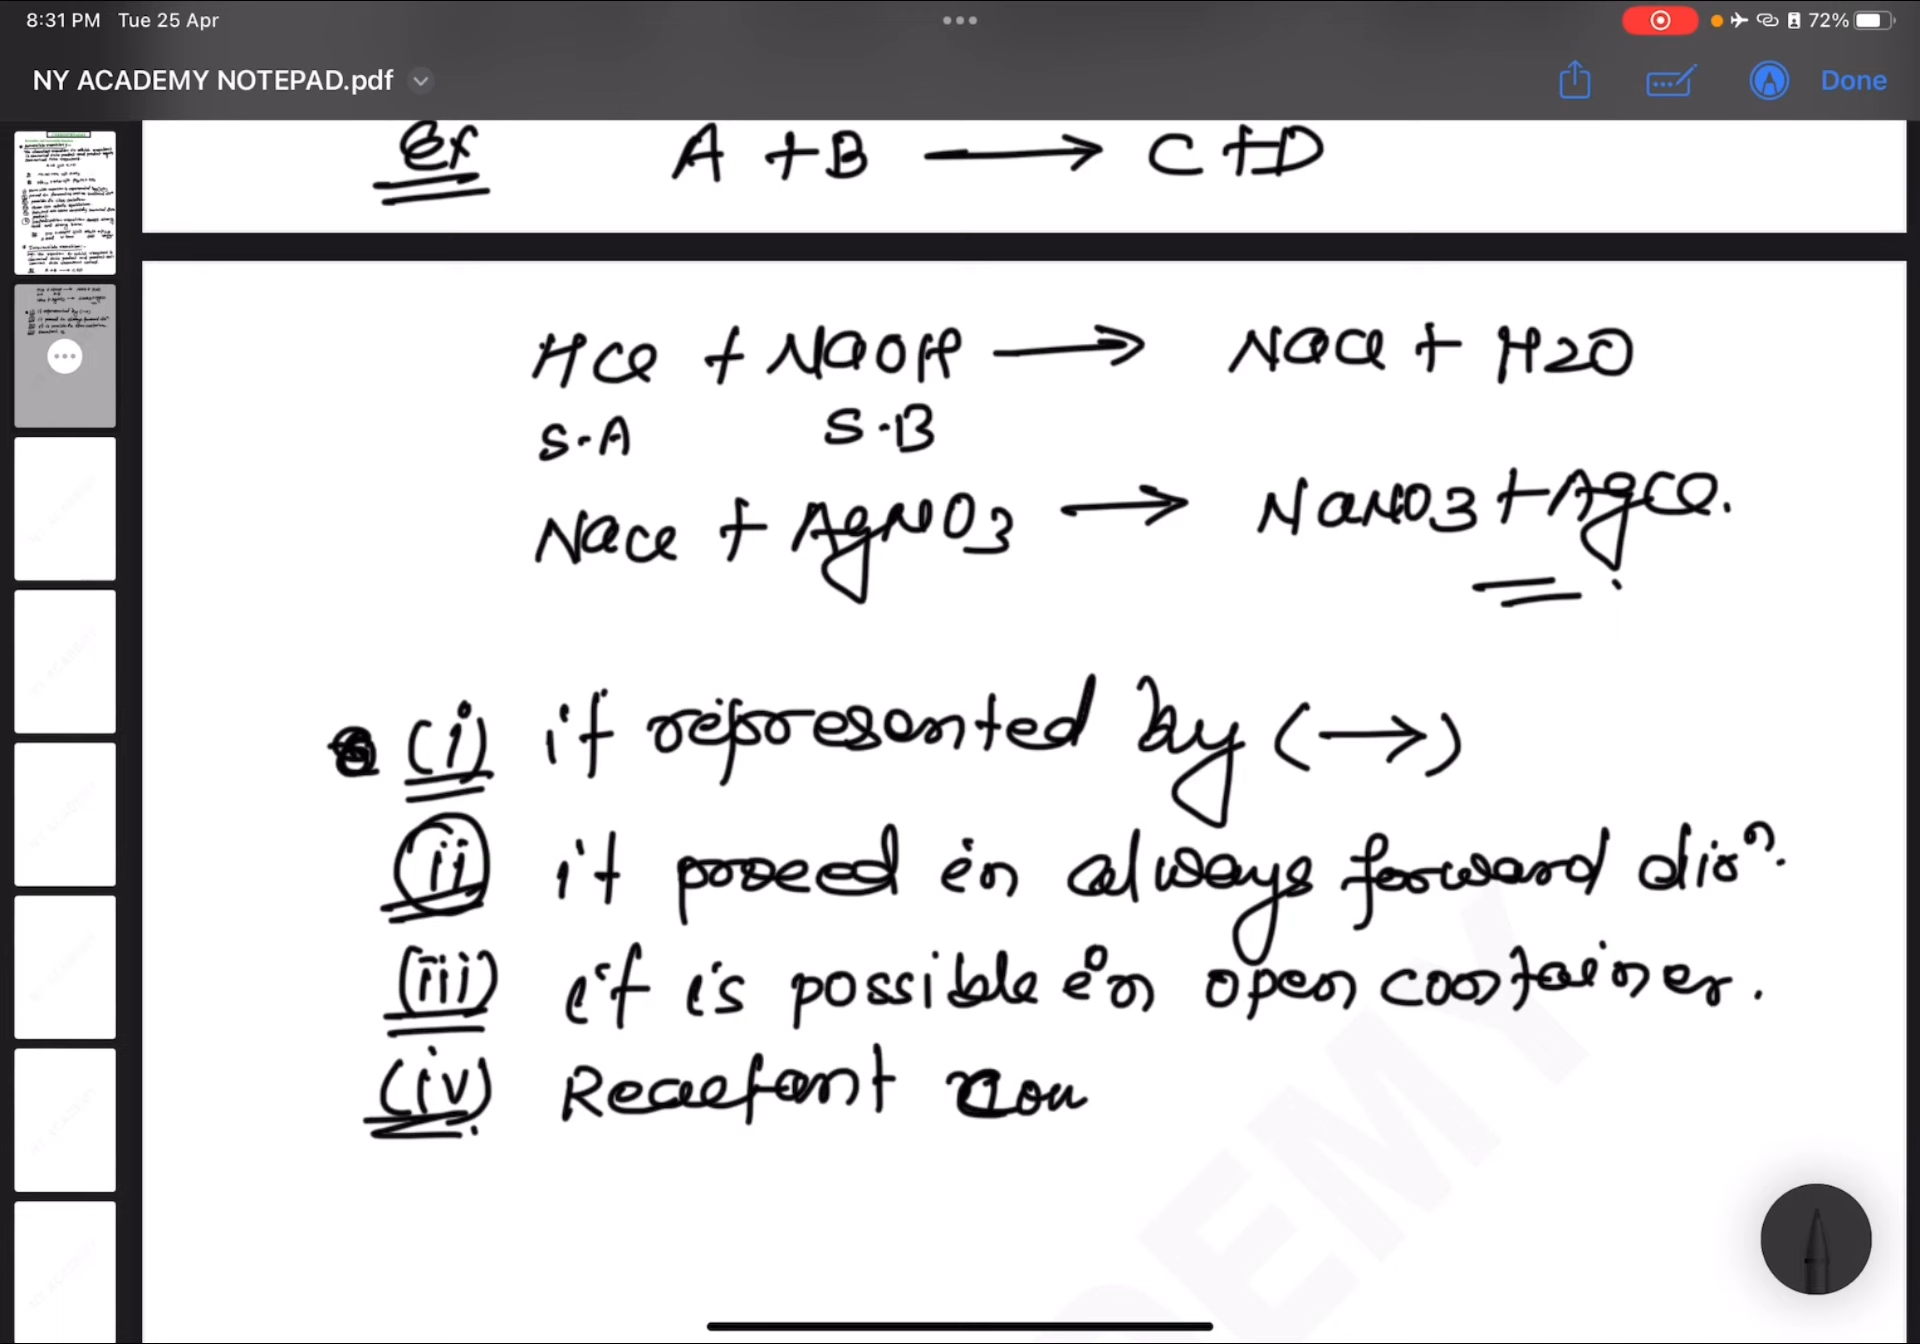 8:31 PM Tue 25 Apr
72%
NY ACADEMY NOTEPAD.pdf
Done
Ex A + B ⟶ C + D
HCl + NaOH ⟶ NaCl + H2O
S.A S.B
NaCl + AgNO3 ⟶ NaNO3 + AgCl.
(i) it represented by (→)
(ii) it proceed in always forward dirn.
(iii) it is possible in open container.
(iv) Reactant